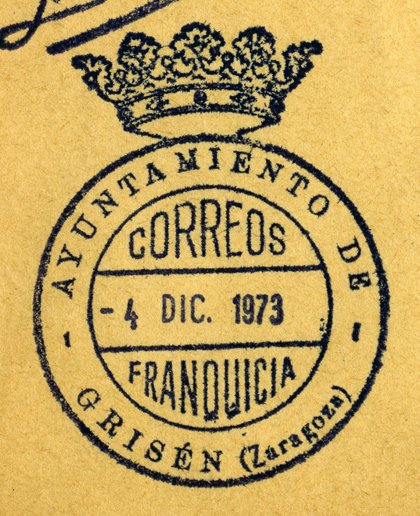 AYUNTAMIENTO DE
CORREOS
- 4 DIC. 1973
FRANQUICIA
- GRISÉN (Zaragoza) -